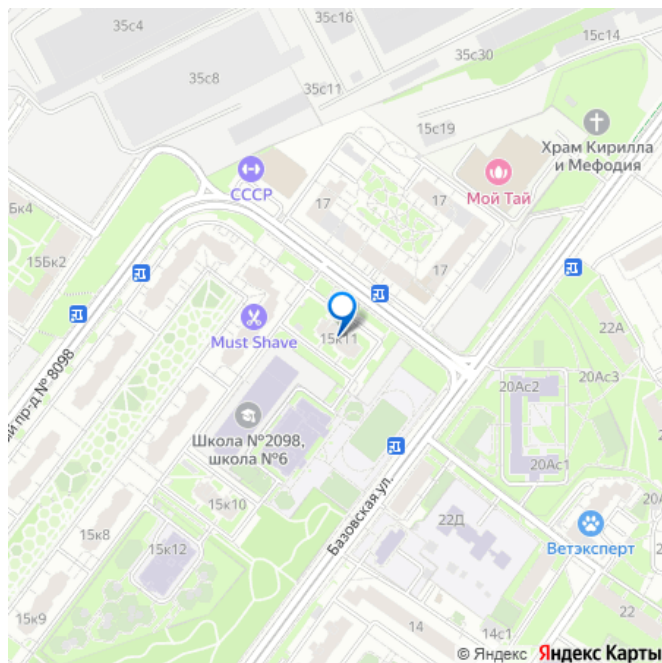 35с4
35с16
15с14
35с30
35с8
35с11
15с19
Храм Кирилла
и Мефодия
СССР
Мой Тай
17
17
Бк4
15Бк2
17
15к11
Must Shave
22А
20Ас3
20Ас2
ый пр-д № 8098
Школа №2098,
школа №6
20Ас1
15к10
Базовская ул.
22Д
15к8
15к12
Ветэксперт
15к9
14
14с1
22
© Яндекс Яндекс Карты